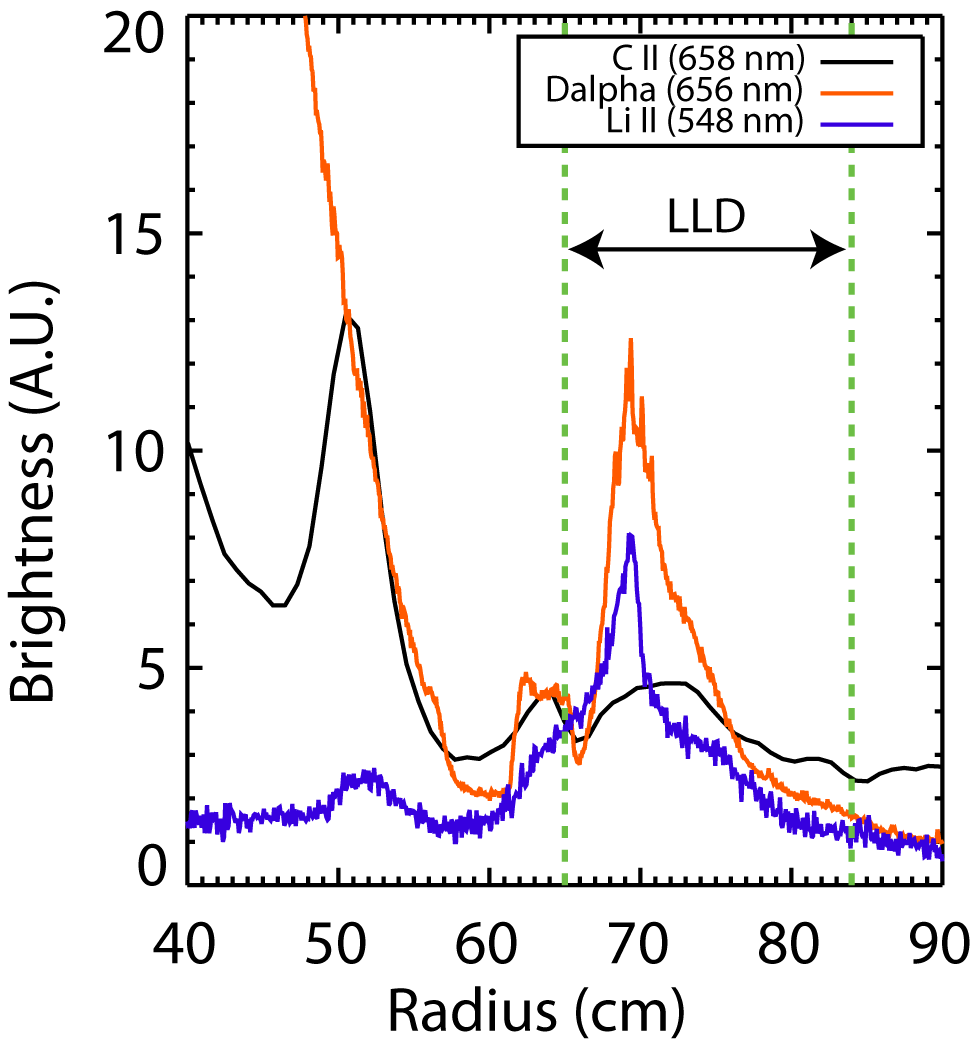 20
15
10
5
0
Brightness (A.U.)
C II (658 nm)
Dalpha (656 nm)
Li II (548 nm)
LLD
40 50 60 70 80 90
Radius (cm)